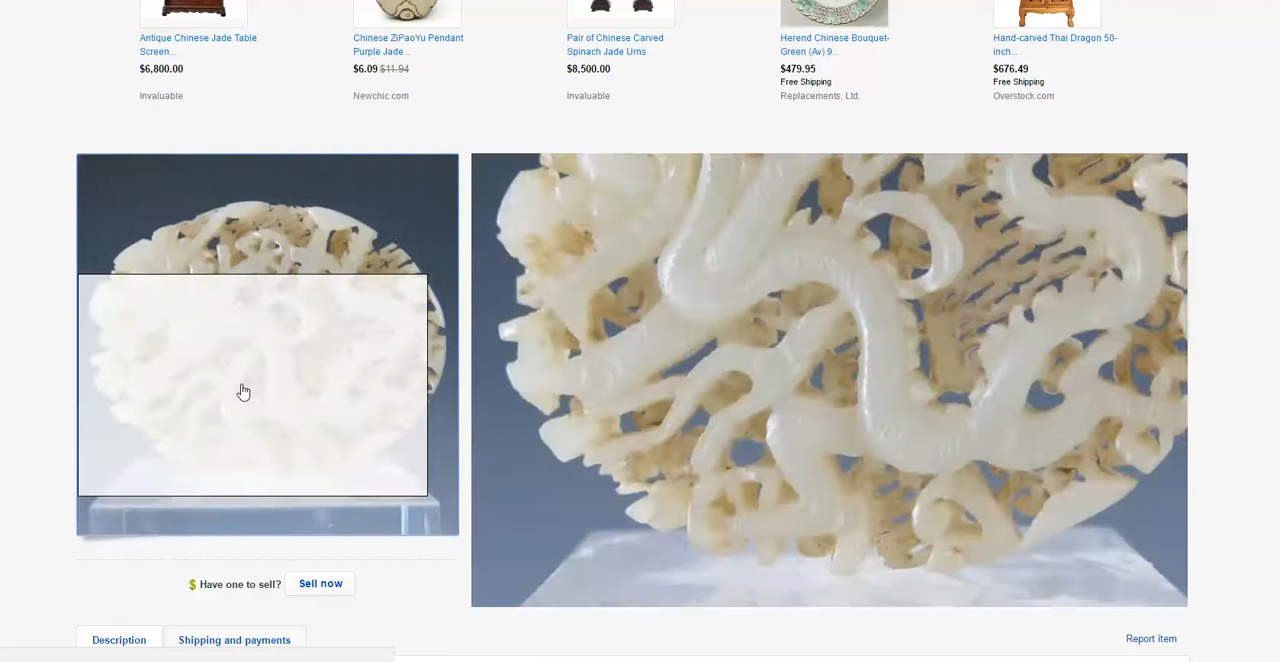 Antique Chinese Jade Table
Screen...
$6,800.00
Invaluable
Chinese ZiPaoYu Pendant
Purple Jade...
$6.09 $11.94
Newchic.com
Pair of Chinese Carved
Spinach Jade Urns
$8,500.00
Invaluable
Herend Chinese Bouquet-
Green (Av) 9...
$479.95
Free Shipping
Replacements, Ltd.
Hand-carved Thai Dragon 50-
inch...
$676.49
Free Shipping
Overstock.com
$ Have one to sell? Sell now
Description Shipping and payments Report item